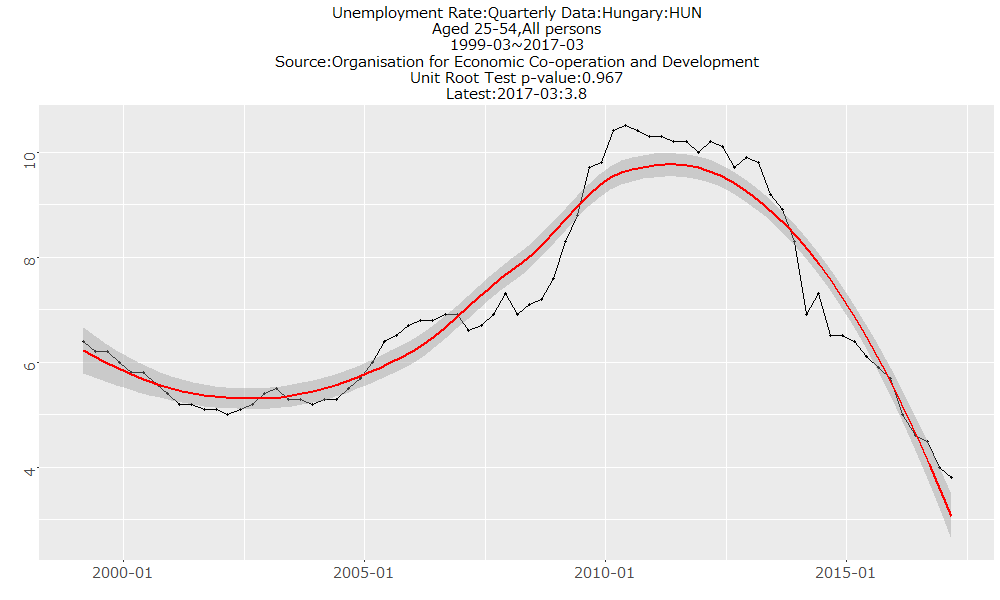 Unemployment Rate:Quarterly Data:Hungary:HUN
Aged 25-54,All persons
1999-03~2017-03
Source:Organisation for Economic Co-operation and Development
Unit Root Test p-value:0.967
Latest:2017-03:3.8
10
8
6
4
2000-01
2005-01
2010-01
2015-01